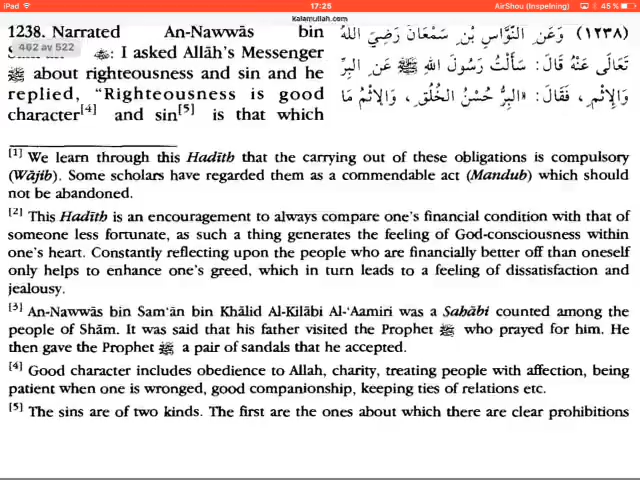 iPad 17:25 AirShou (Inspelning) 45 %
kalamullah.com
1238. Narrated An-Nawwās bin
462 av 522 ﷺ: I asked Allāh's Messenger
ﷺ about righteousness and sin and he
replied, "Righteousness is good
character[4] and sin[5] is that which
(١٢٣٨) وَعَنِ النَّوَّاسِ بْنِ سَمْعَانَ رَضِيَ اللهُ
تَعَالَى عَنْهُ قَالَ: سَأَلْتُ رَسُولَ اللهِ ﷺ عَنِ البِرِّ
وَالإِثْمِ، فَقَالَ: «البِرُّ حُسْنُ الخُلُقِ، وَالإِثْمُ مَا
[1] We learn through this Hadīth that the carrying out of these obligations is compulsory
(Wājib). Some scholars have regarded them as a commendable act (Mandub) which should
not be abandoned.
[2] This Hadīth is an encouragement to always compare one's financial condition with that of
someone less fortunate, as such a thing generates the feeling of God-consciousness within
one's heart. Constantly reflecting upon the people who are financially better off than oneself
only helps to enhance one's greed, which in turn leads to a feeling of dissatisfaction and
jealousy.
[3] An-Nawwās bin Sam'ān bin Khālid Al-Kilābi Al-'Aamiri was a Sahābi counted among the
people of Shām. It was said that his father visited the Prophet ﷺ who prayed for him. He
then gave the Prophet ﷺ a pair of sandals that he accepted.
[4] Good character includes obedience to Allah, charity, treating people with affection, being
patient when one is wronged, good companionship, keeping ties of relations etc.
[5] The sins are of two kinds. The first are the ones about which there are clear prohibitions